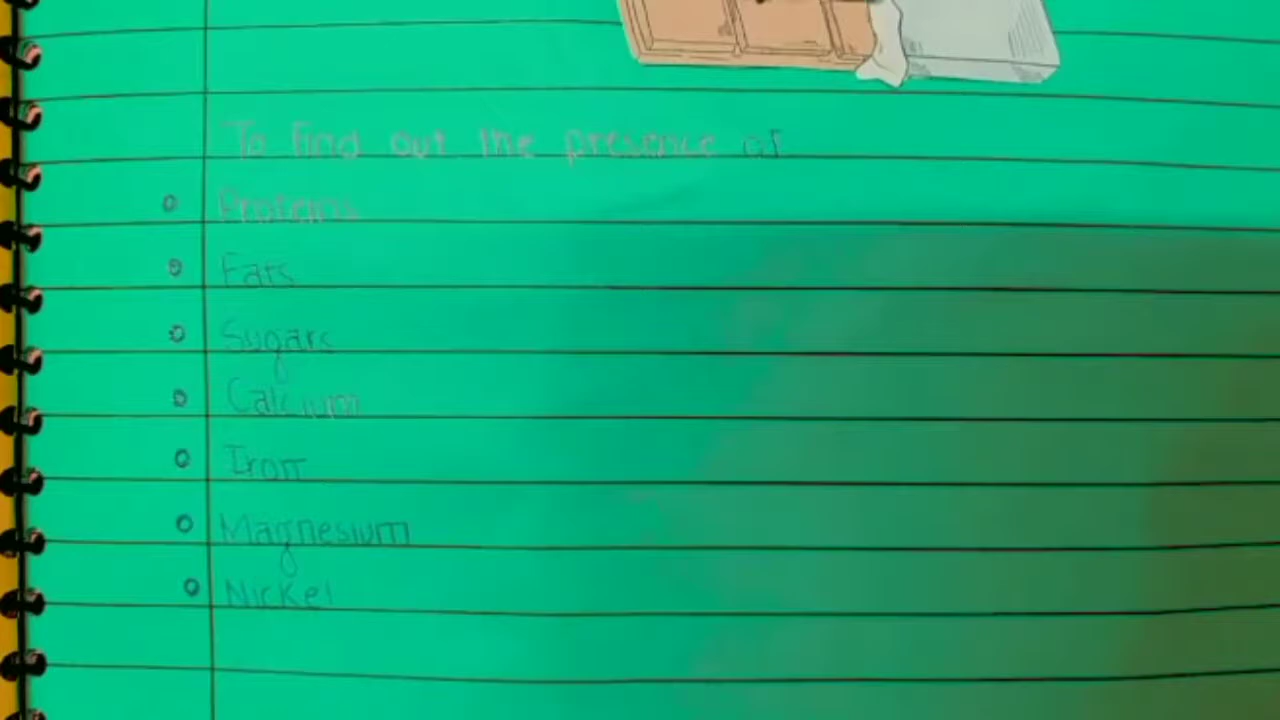 To find out the presence of
Proteins
Fats
Sugars
Calcium
Iron
Magnesium
Nickel